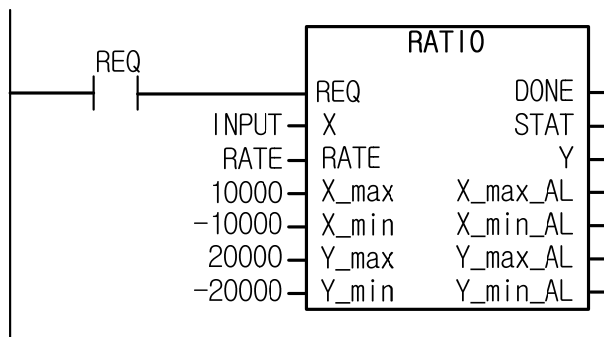 RATIO
REQ
REQ DONE
INPUT X STAT
RATE RATE Y
10000 X_max X_max_AL
-10000 X_min X_min_AL
20000 Y_max Y_max_AL
-20000 Y_min Y_min_AL